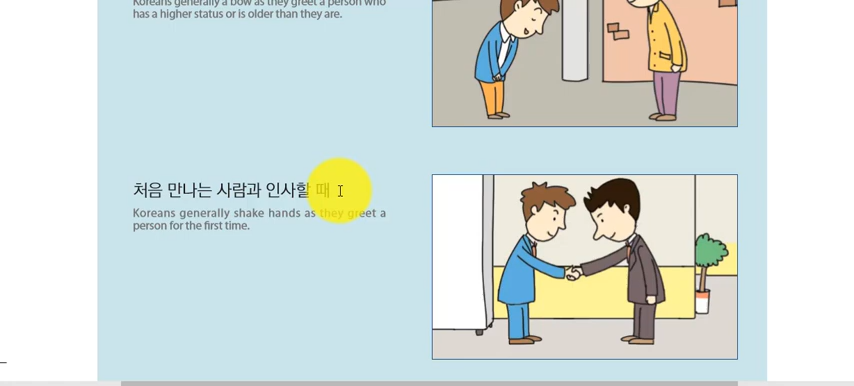 Koreans generally a bow as they greet a person who
has a higher status or is older than they are.
처음 만나는 사람과 인사할 때
Koreans generally shake hands as they greet a
person for the first time.